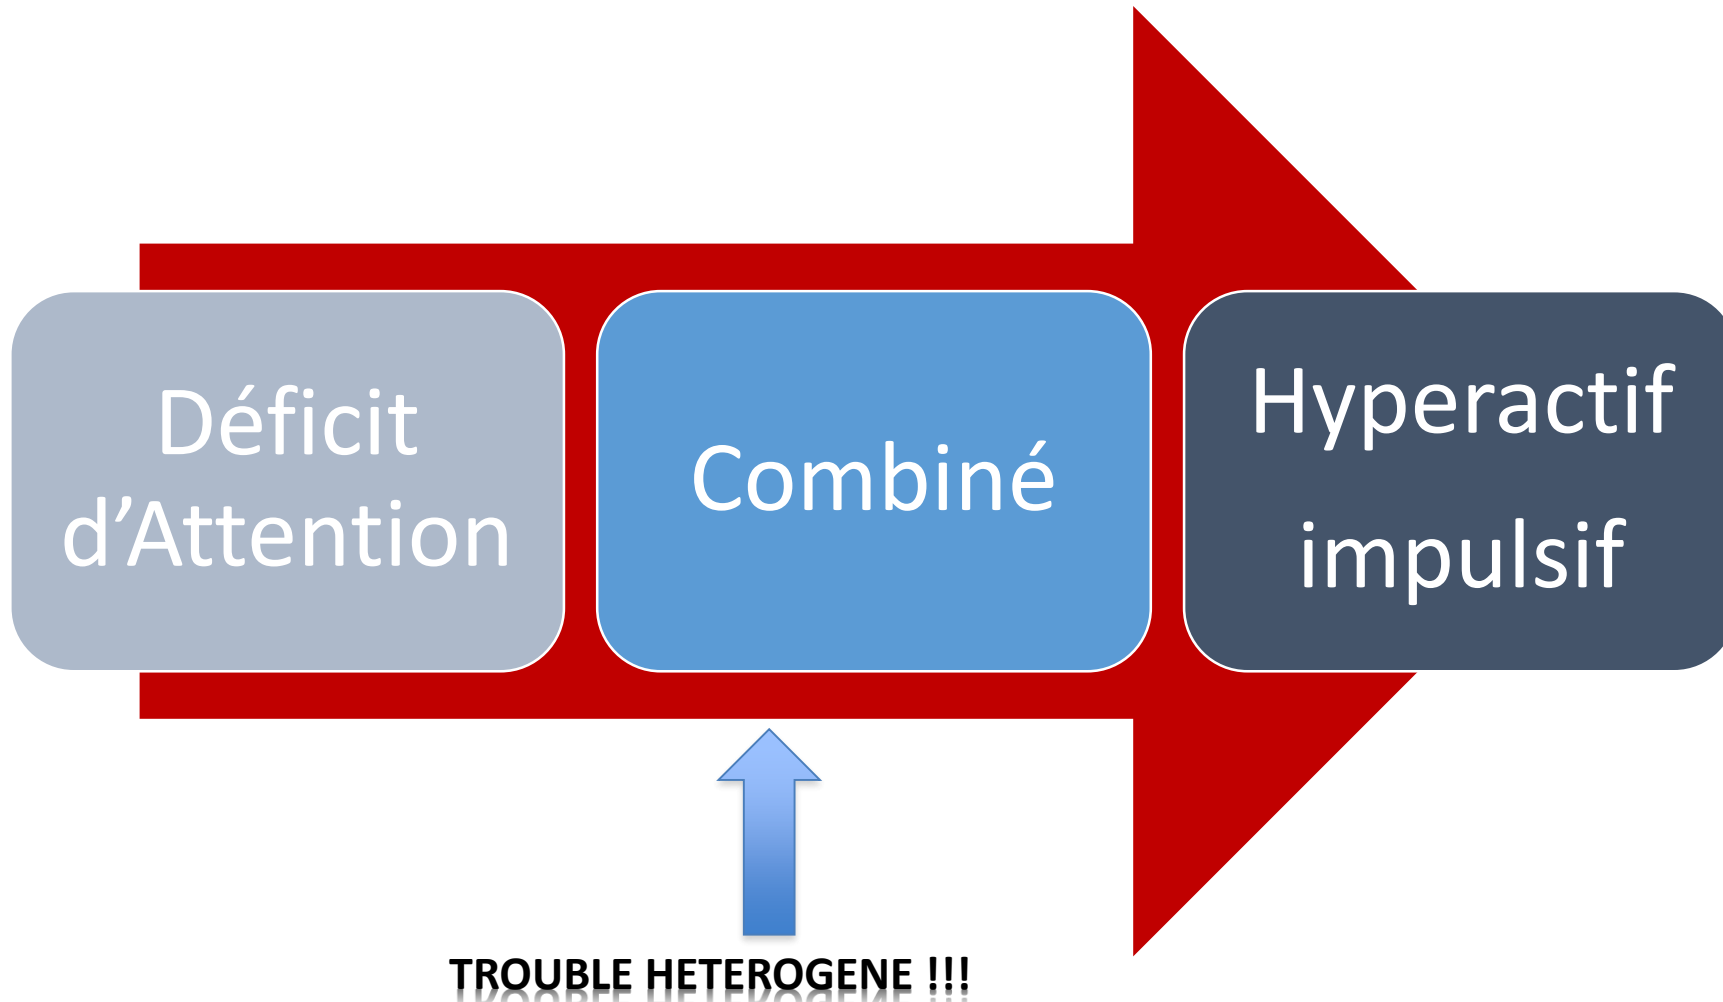 Déficit
d’Attention
Combiné
Hyperactif
impulsif
TROUBLE HETEROGENE !!!